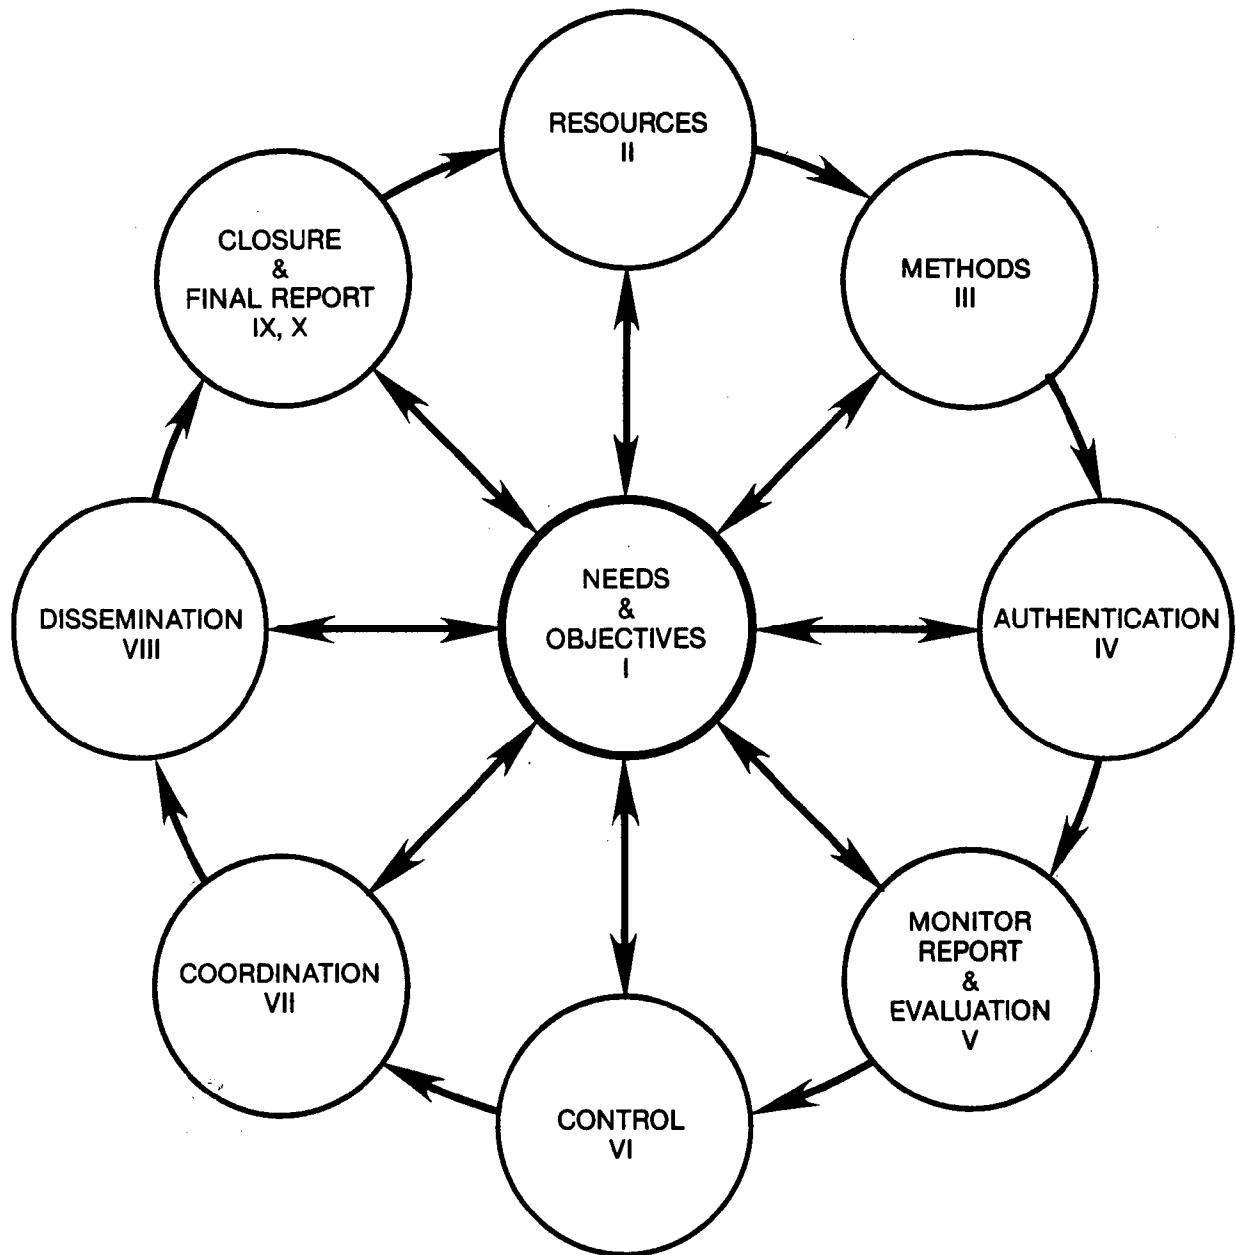 RESOURCES
II
METHODS
III
AUTHENTICATION
IV
MONITOR
REPORT
&
EVALUATION
V
CONTROL
VI
COORDINATION
VII
DISSEMINATION
VIII
CLOSURE
&
FINAL REPORT
IX, X
NEEDS
&
OBJECTIVES
I